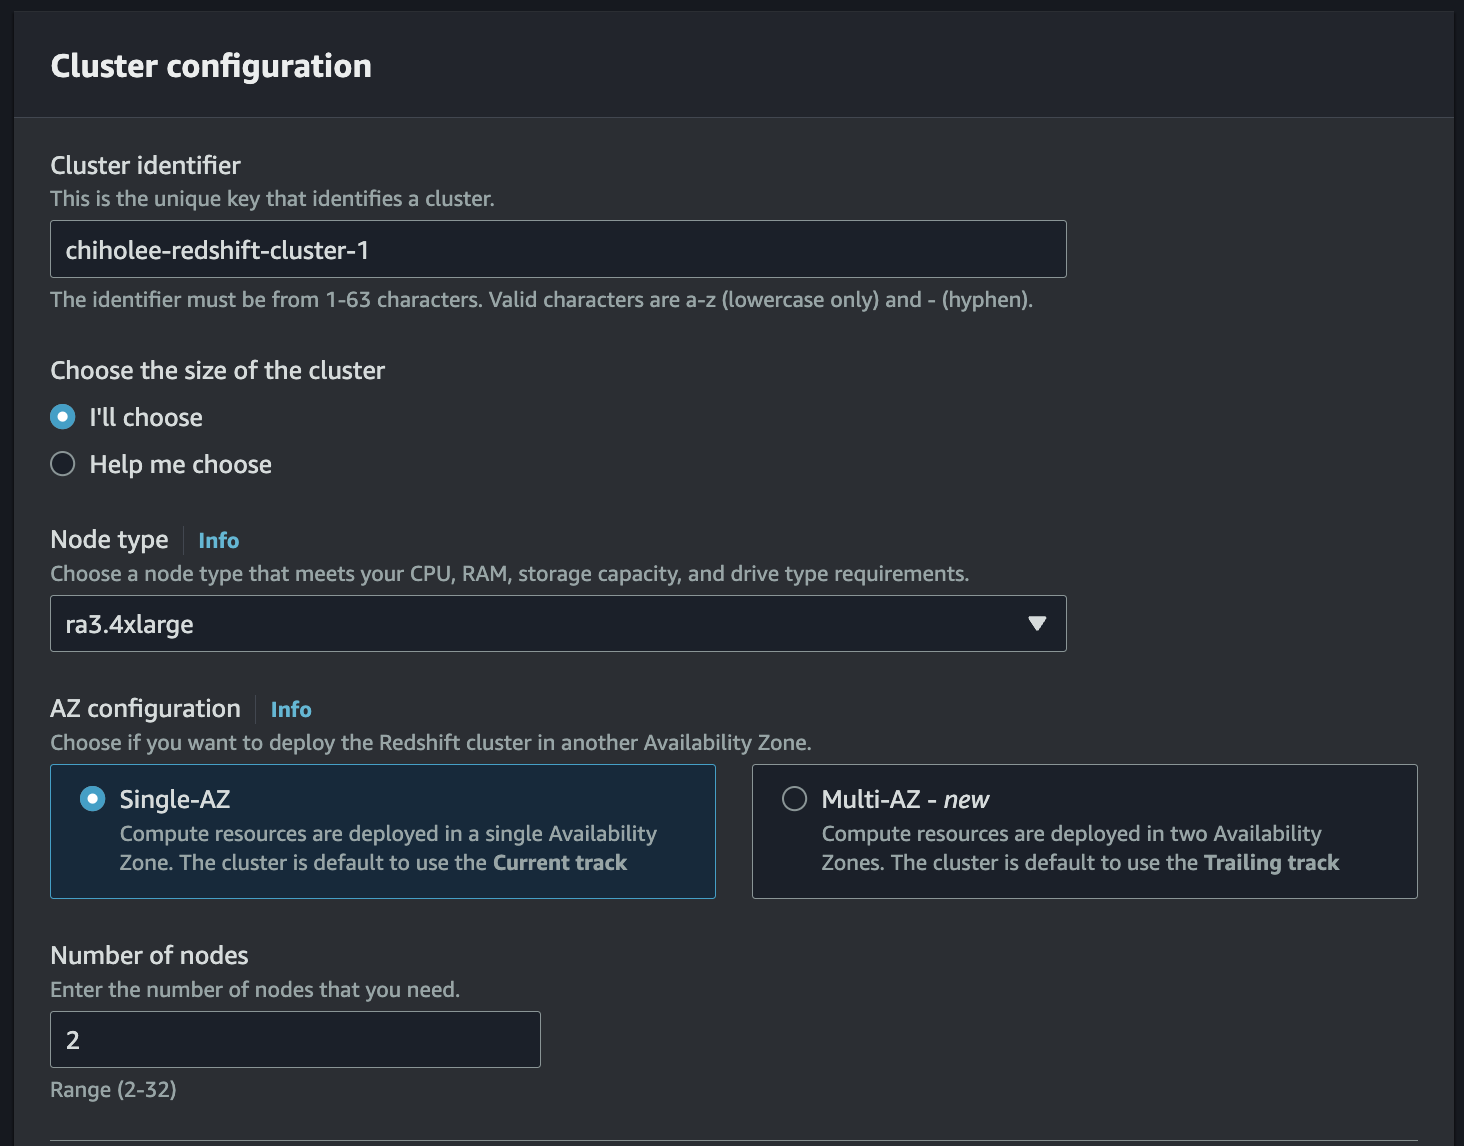 Cluster configuration
Cluster identifier
This is the unique key that identifies a cluster.
chiholee-redshift-cluster-1
The identifier must be from 1-63 characters. Valid characters are a-z (lowercase only) and - (hyphen).
Choose the size of the cluster
I'll choose
Help me choose
Node type Info
Choose a node type that meets your CPU, RAM, storage capacity, and drive type requirements.
ra3.4xlarge
AZ configuration Info
Choose if you want to deploy the Redshift cluster in another Availability Zone.
Single-AZ
Compute resources are deployed in a single Availability
Zone. The cluster is default to use the Current track
Multi-AZ - new
Compute resources are deployed in two Availability
Zones. The cluster is default to use the Trailing track
Number of nodes
Enter the number of nodes that you need.
2
Range (2-32)